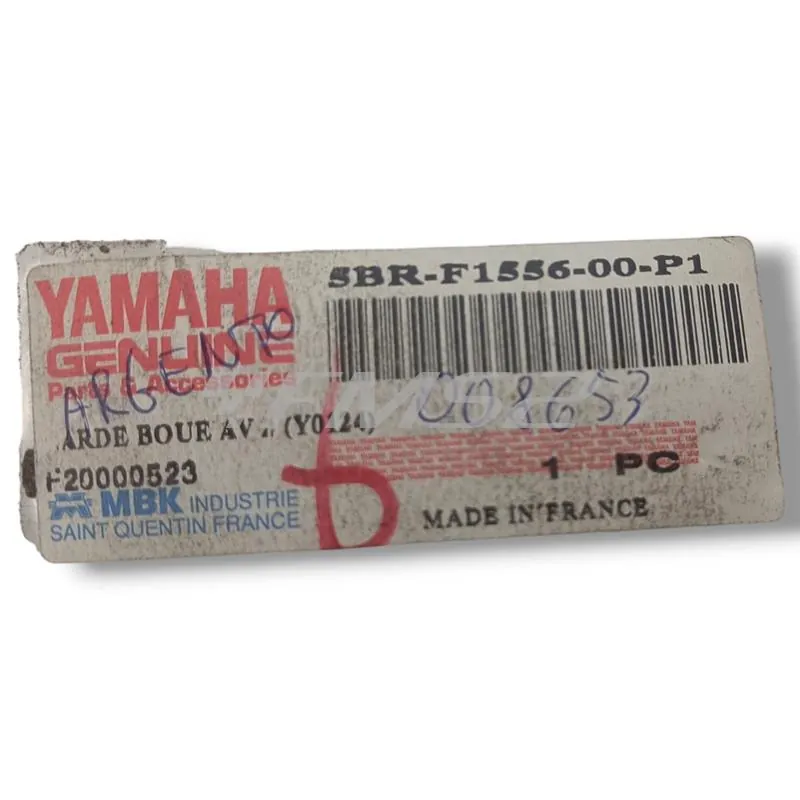 5BR-F1556-00-P1
YAMAHA
GENUINE
Parts & Accessories
ARGENTO
008653
ARDE BOUE AV 2 (Y0124)
F20000523
1 PC
MBK INDUSTRIE
SAINT QUENTIN FRANCE
MADE IN FRANCE